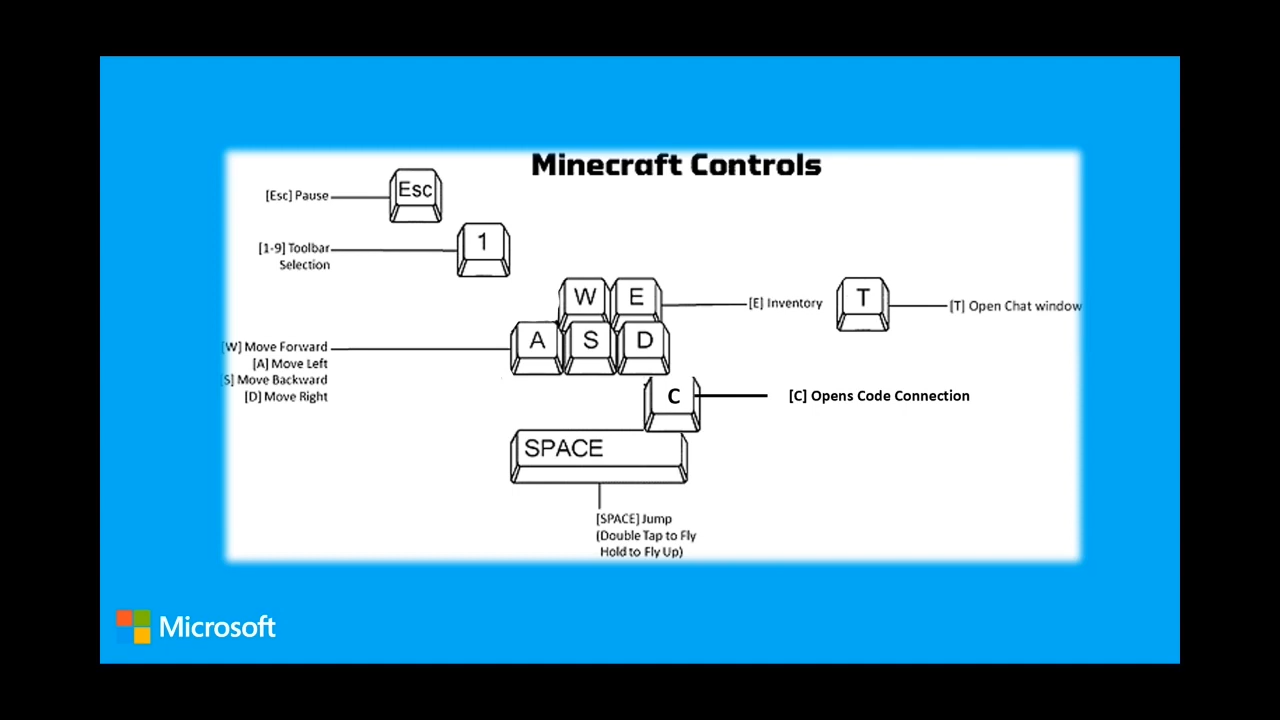 Minecraft Controls
[Esc] Pause
Esc
[1-9] Toolbar
Selection
1
W
E
[E] Inventory
T
[T] Open Chat window
[W] Move Forward
[A] Move Left
[S] Move Backward
[D] Move Right
A
S
D
C
[C] Opens Code Connection
SPACE
[SPACE] Jump
(Double Tap to Fly
Hold to Fly Up)
Microsoft